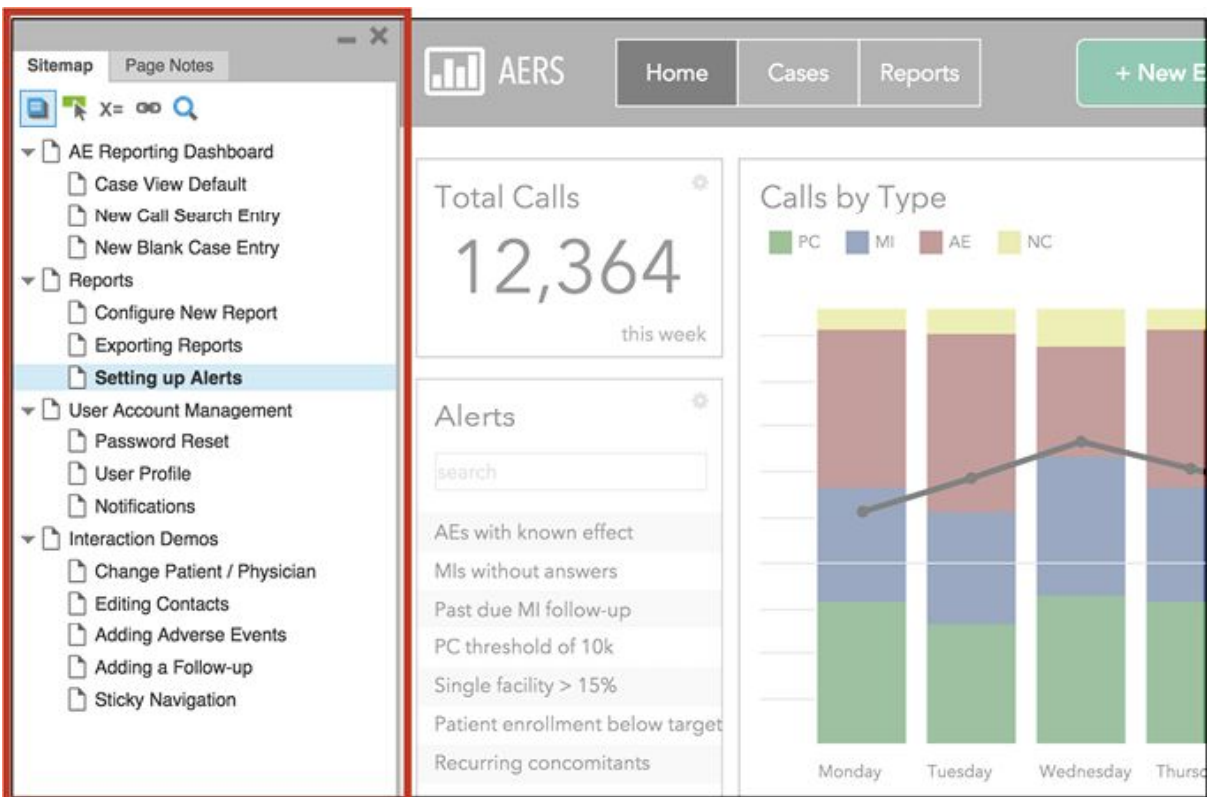 Sitemap
Page Notes
X=
AE Reporting Dashboard
Case View Default
New Call Search Entry
New Blank Case Entry
Reports
Configure New Report
Exporting Reports
Setting up Alerts
User Account Management
Password Reset
User Profile
Notifications
Interaction Demos
Change Patient / Physician
Editing Contacts
Adding Adverse Events
Adding a Follow-up
Sticky Navigation
AERS
Home
Cases
Reports
+ New E
Total Calls
12,364
this week
Alerts
search
AEs with known effect
MIs without answers
Past due MI follow-up
PC threshold of 10k
Single facility > 15%
Patient enrollment below target
Recurring concomitants
Calls by Type
PC
MI
AE
NC
Monday
Tuesday
Wednesday
Thurs